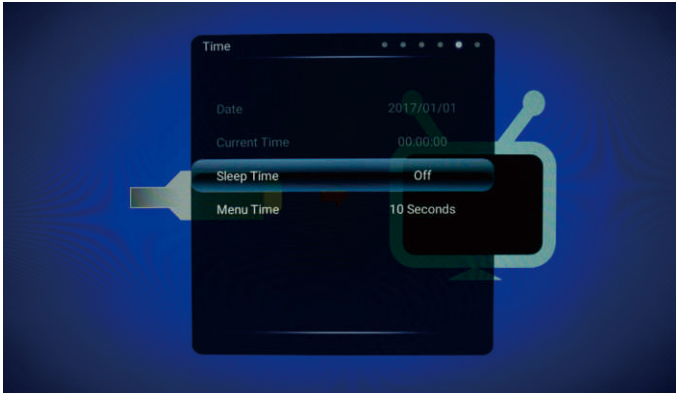 Time
Date 2017/01/01
Current Time 00:00:00
Sleep Time Off
Menu Time 10 Seconds